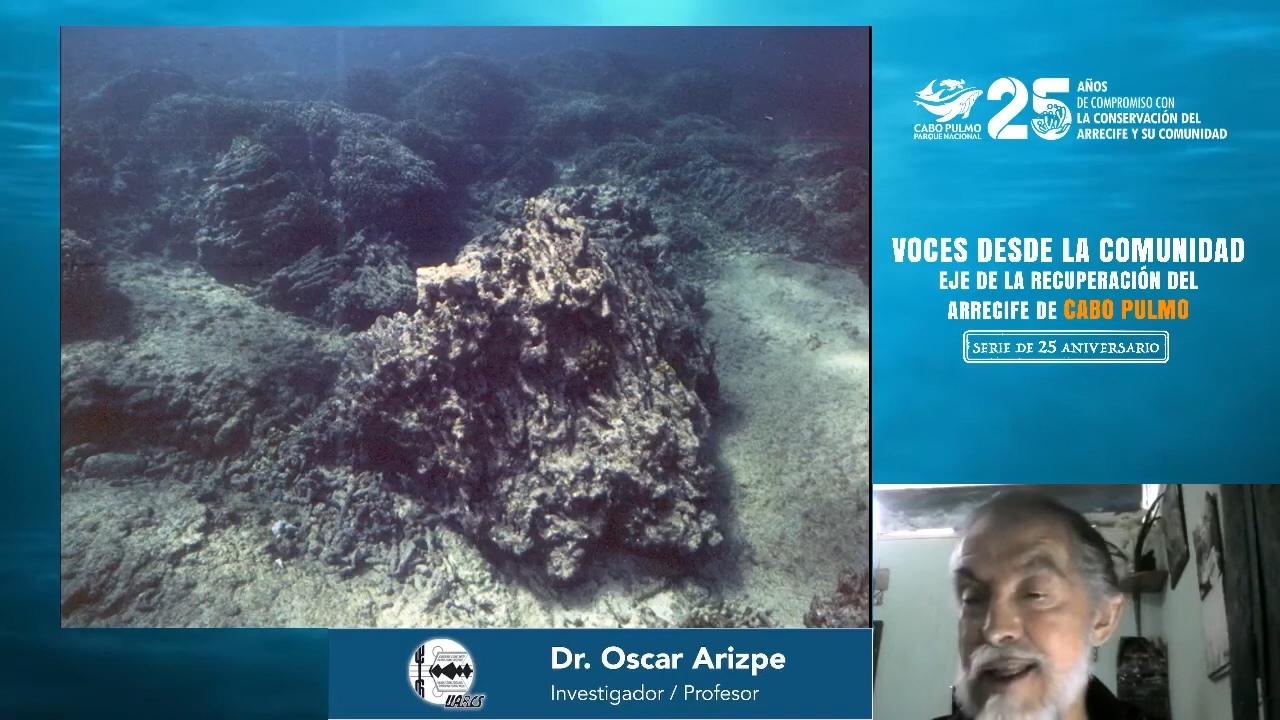 CABO PULMO
PARQUE NACIONAL
25
AÑOS
DE COMPROMISO CON
LA CONSERVACIÓN DEL
ARRECIFE Y SU COMUNIDAD
VOCES DESDE LA COMUNIDAD
EJE DE LA RECUPERACIÓN DEL
ARRECIFE DE CABO PULMO
SERIE DE 25 ANIVERSARIO
Dr. Oscar Arizpe
Investigador / Profesor